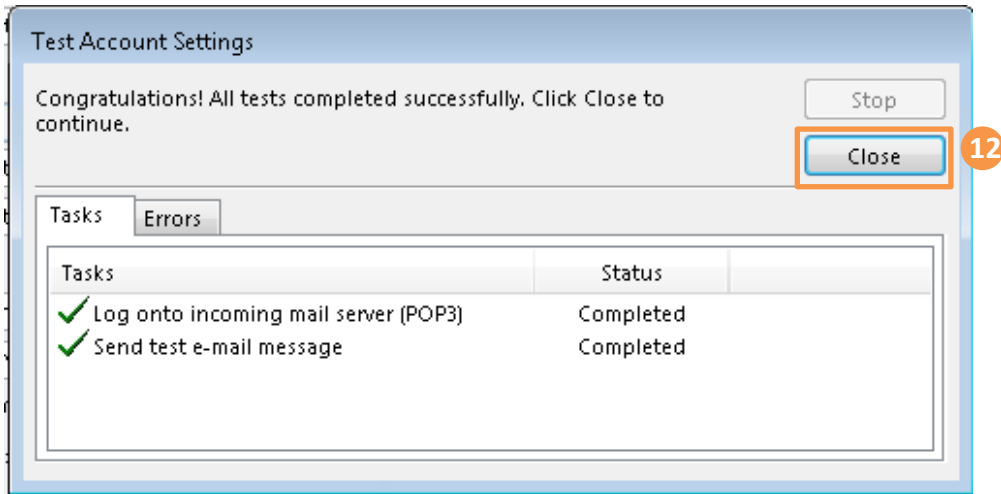 Test Account Settings
Congratulations! All tests completed successfully. Click Close to
continue.
Stop
Close
12
Tasks Errors
Tasks Status
Log onto incoming mail server (POP3) Completed
Send test e-mail message Completed